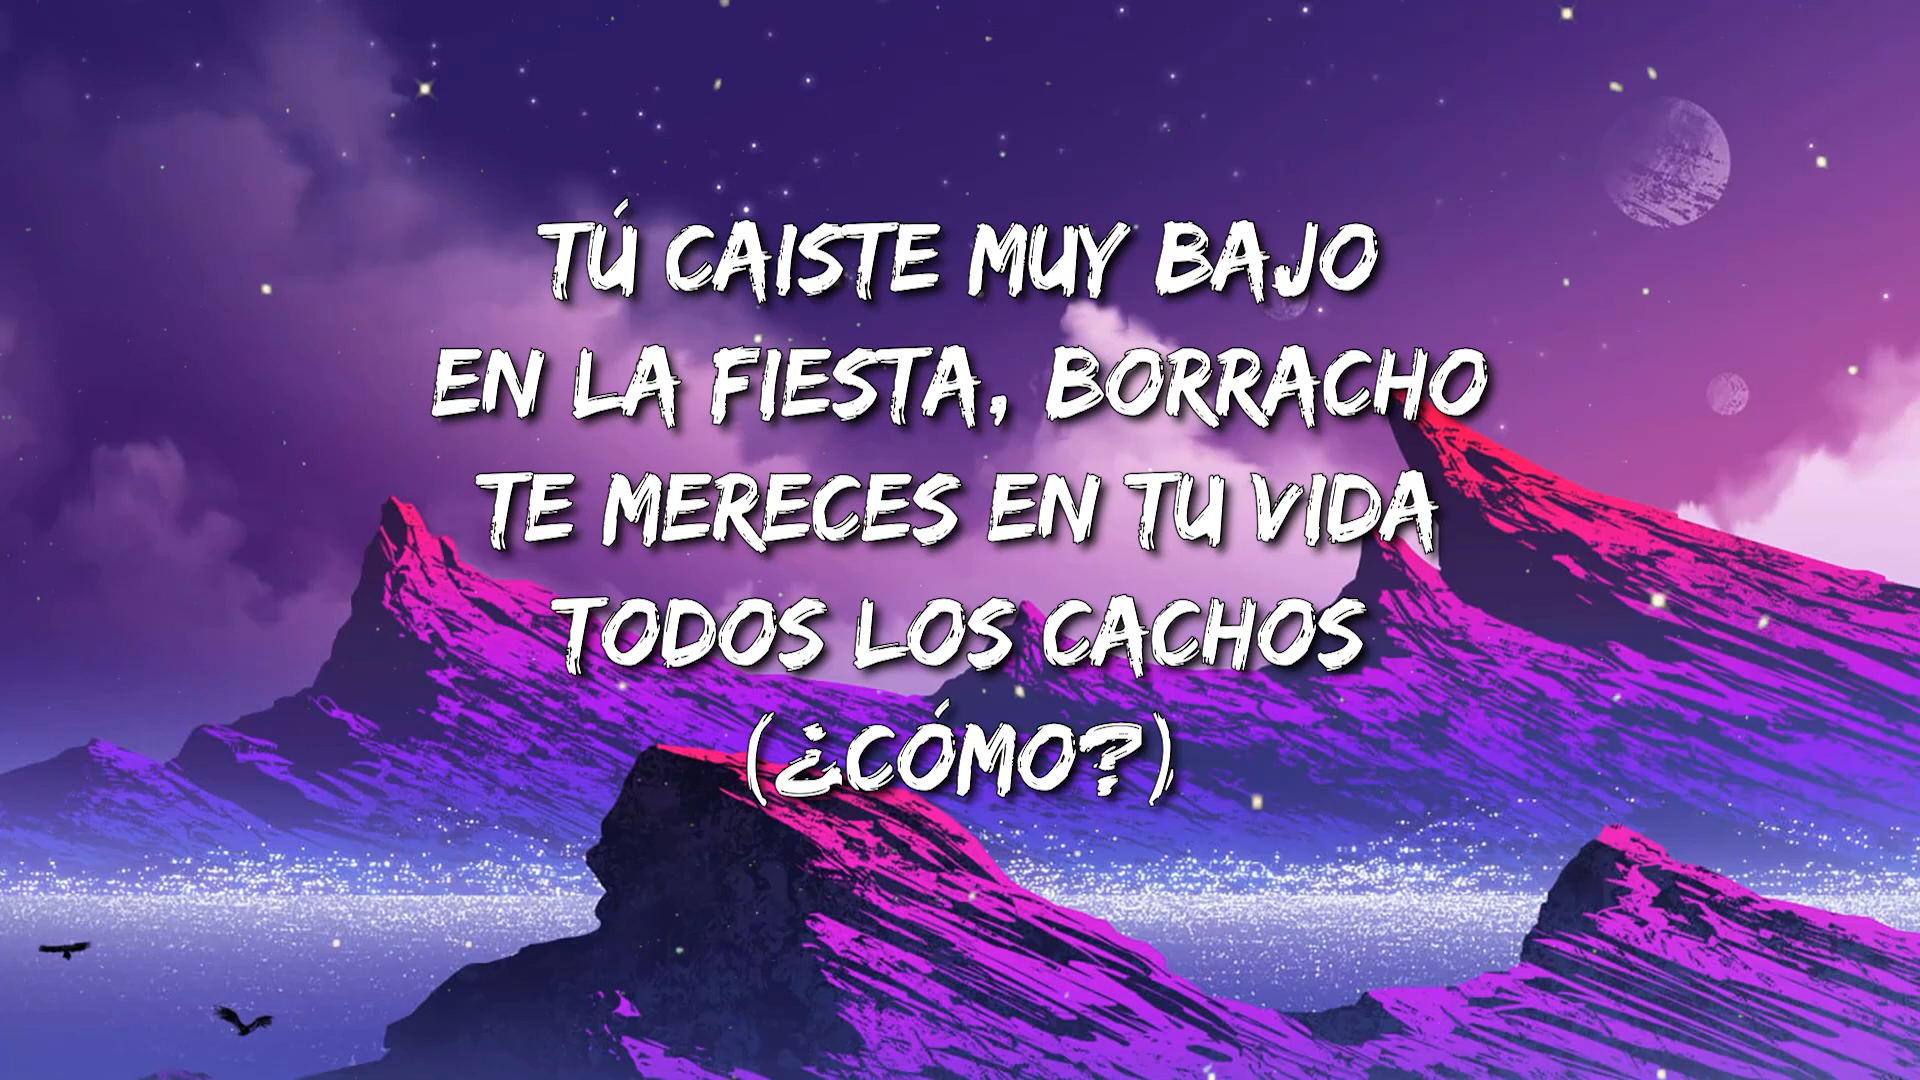 TÚ CAISTE MUY BAJO
EN LA FIESTA, BORRACHO
TE MERECES EN TU VIDA
TODOS LOS CACHOS
(¿CÓMO?)